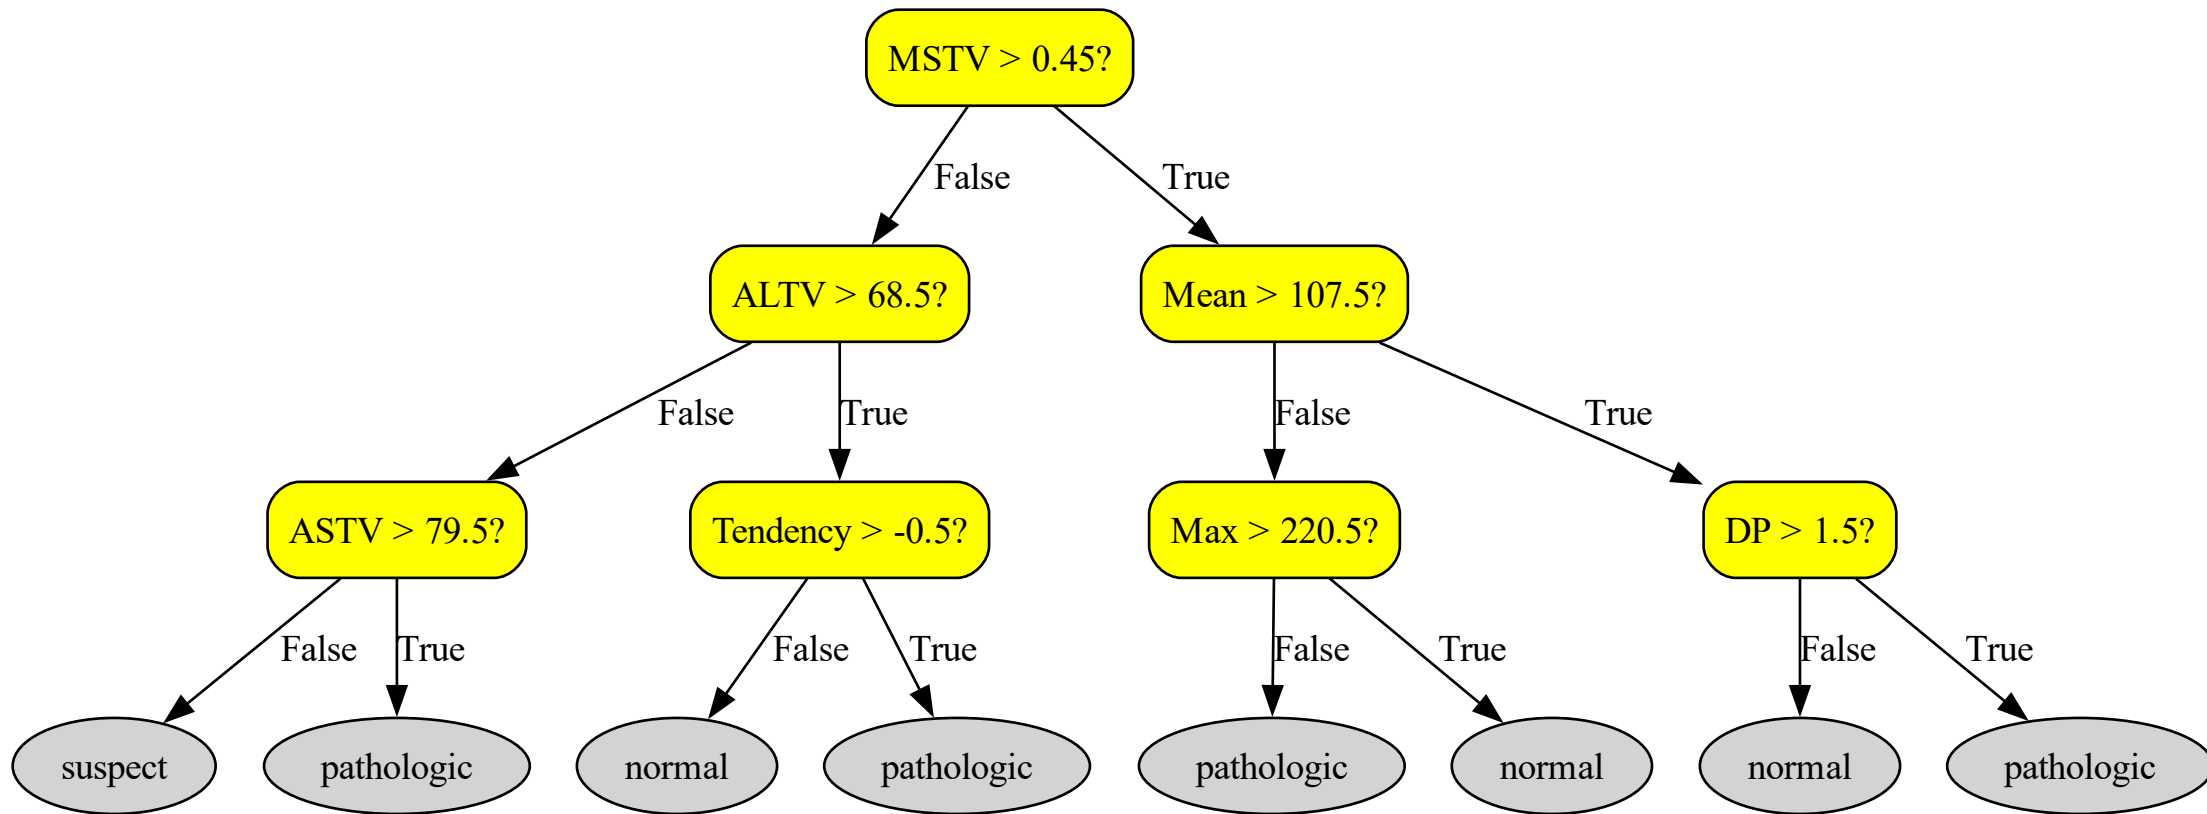 MSTV > 0.45?
False
True
ALTV > 68.5?
Mean > 107.5?
False
True
False
True
ASTV > 79.5?
Tendency > -0.5?
Max > 220.5?
DP > 1.5?
False
True
False
True
False
True
False
True
suspect
pathologic
normal
pathologic
pathologic
normal
normal
pathologic